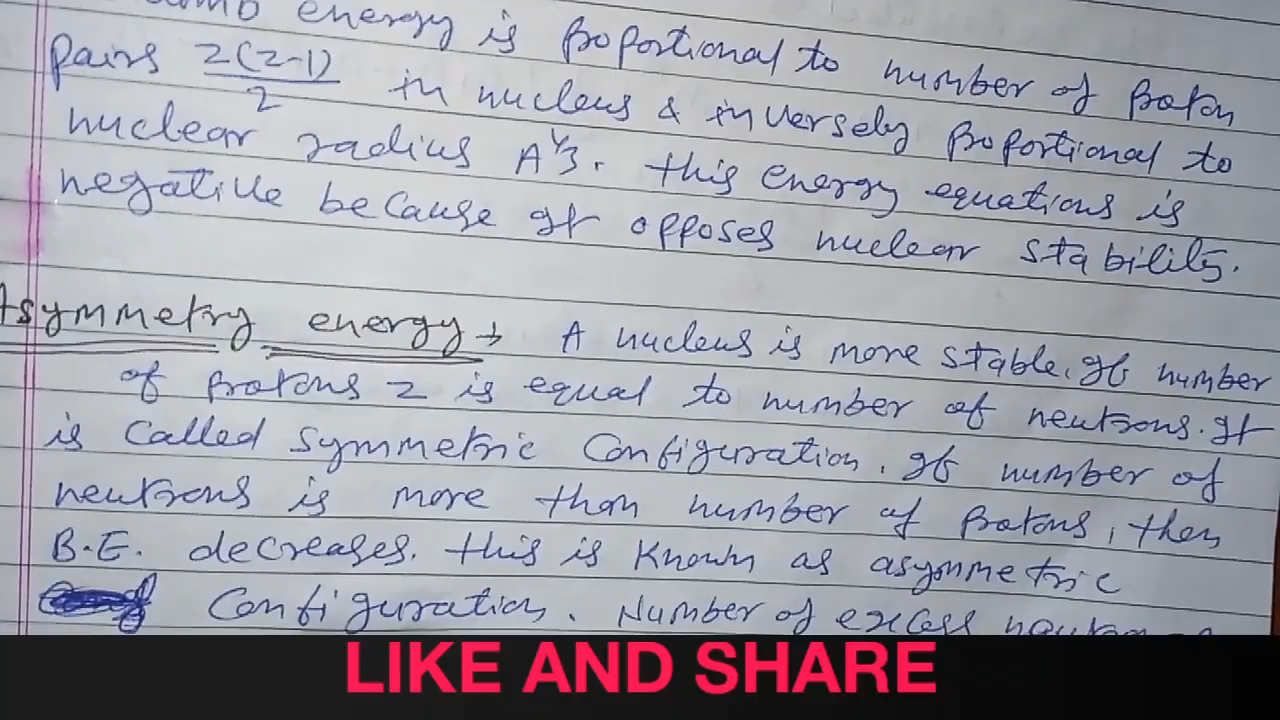 energy is proportional to number of proton
pairs Z(Z-1)/2 in nucleus & inversely proportional to
nuclear radius A^1/3. this energy equations is
negative because It opposes nuclear stability.
Asymmetry energy → A nucleus is more stable, If number
of protons Z is equal to number of neutrons. It
is called symmetric configuration. If number of
neutrons is more than number of protons, then
B.E. decreases. this is known as asymmetric
Configuration. Number of excess
LIKE AND SHARE